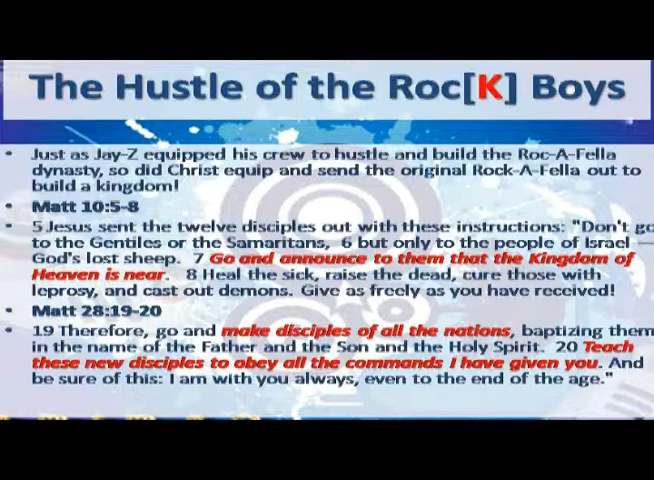 The Hustle of the Roc[K] Boys
• Just as Jay-Z equipped his crew to hustle and build the Roc-A-Fella
dynasty, so did Christ equip and send the original Rock-A-Fella out to
build a kingdom!
• Matt 10:5-8
• 5 Jesus sent the twelve disciples out with these instructions: "Don't go
to the Gentiles or the Samaritans, 6 but only to the people of Israel
God's lost sheep. 7 Go and announce to them that the Kingdom of
Heaven is near. 8 Heal the sick, raise the dead, cure those with
leprosy, and cast out demons. Give as freely as you have received!
• Matt 28:19-20
• 19 Therefore, go and make disciples of all the nations, baptizing them
in the name of the Father and the Son and the Holy Spirit. 20 Teach
these new disciples to obey all the commands I have given you. And
be sure of this: I am with you always, even to the end of the age."